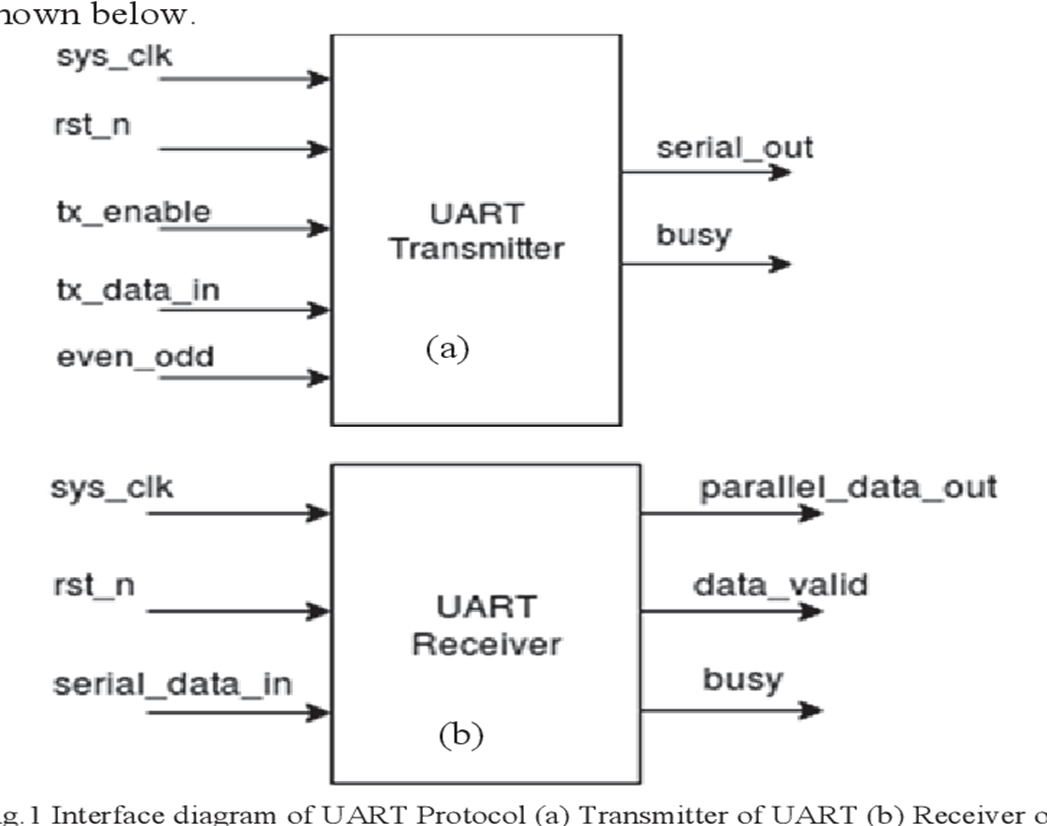 hown below.
sys_clk
rst_n
tx_enable
tx_data_in
even_odd
UART
Transmitter
(a)
serial_out
busy
sys_clk
rst_n
serial_data_in
UART
Receiver
(b)
parallel_data_out
data_valid
busy
g.1 Interface diagram of UART Protocol (a) Transmitter of UART (b) Receiver o